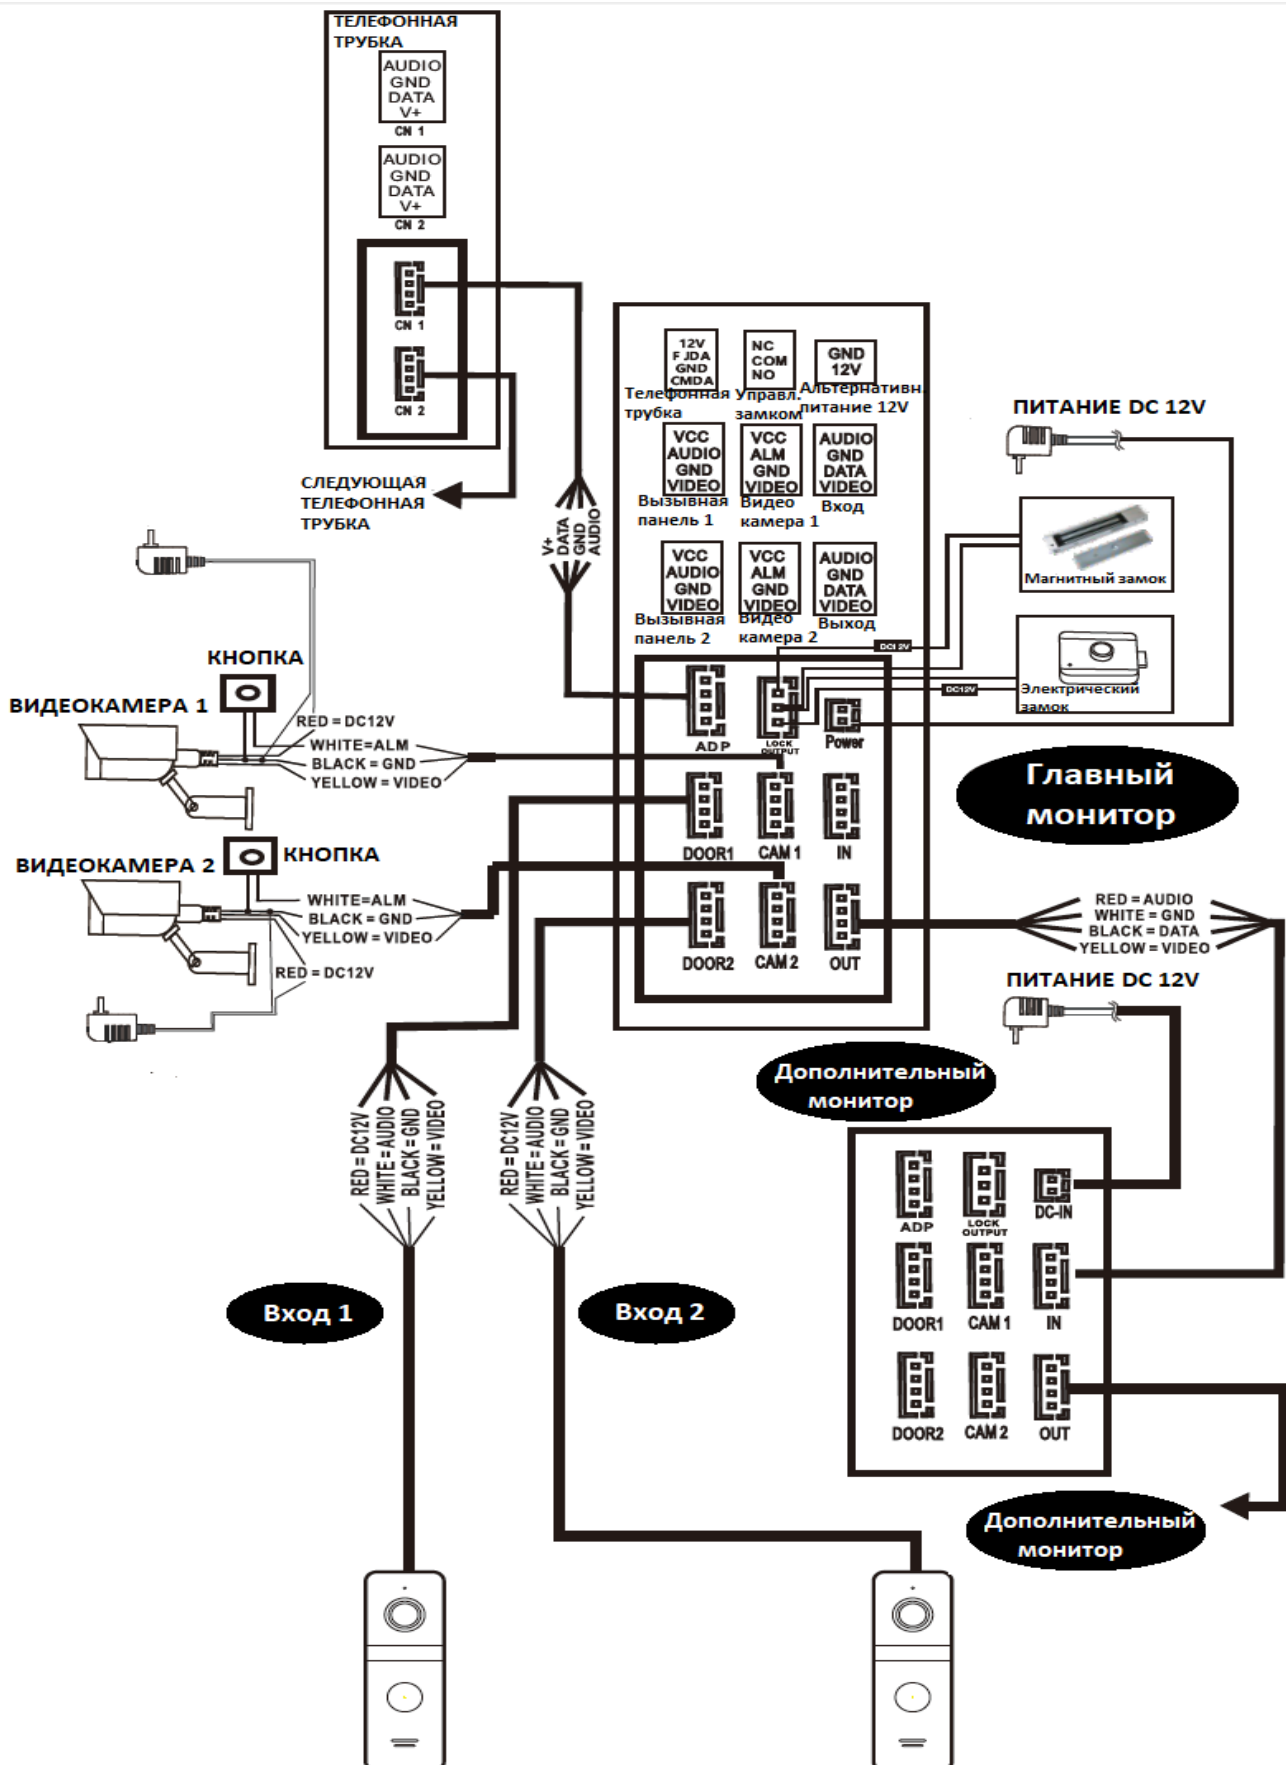 ТЕЛЕФОННАЯ
ТРУБКА
AUDIO
GND
DATA
V+
CN 1
AUDIO
GND
DATA
V+
CN 2
CN 1
CN 2
СЛЕДУЮЩАЯ
ТЕЛЕФОННАЯ
ТРУБКА
V+
DATA
GND
AUDIO
12V
F JDA
GND
CMDA
Телефонная
трубка
NC
COM
NO
Управл.
замком
GND
12V
Альтернативн.
питание 12V
VCC
AUDIO
GND
VIDEO
Вызывная
панель 1
VCC
ALM
GND
VIDEO
Видео
камера 1
AUDIO
GND
DATA
VIDEO
Вход
VCC
AUDIO
GND
VIDEO
Вызывная
панель 2
VCC
ALM
GND
VIDEO
Видео
камера 2
AUDIO
GND
DATA
VIDEO
Выход
ПИТАНИЕ DC 12V
Магнитный замок
DC12V
Электрический
замок
DC12V
ADP
LOCK
OUTPUT
Power
DOOR1
CAM 1
IN
DOOR2
CAM 2
OUT
Главный
монитор
КНОПКА
ВИДЕОКАМЕРА 1
RED = DC12V
WHITE=ALM
BLACK = GND
YELLOW = VIDEO
КНОПКА
ВИДЕОКАМЕРА 2
WHITE=ALM
BLACK = GND
YELLOW = VIDEO
RED = DC12V
RED = AUDIO
WHITE = GND
BLACK = DATA
YELLOW = VIDEO
ПИТАНИЕ DC 12V
Дополнительный
монитор
RED = DC12V
WHITE = AUDIO
BLACK = GND
YELLOW = VIDEO
RED = DC12V
WHITE = AUDIO
BLACK = GND
YELLOW = VIDEO
ADP
LOCK
OUTPUT
DC-IN
DOOR1
CAM 1
IN
DOOR2
CAM 2
OUT
Вход 1
Вход 2
Дополнительный
монитор